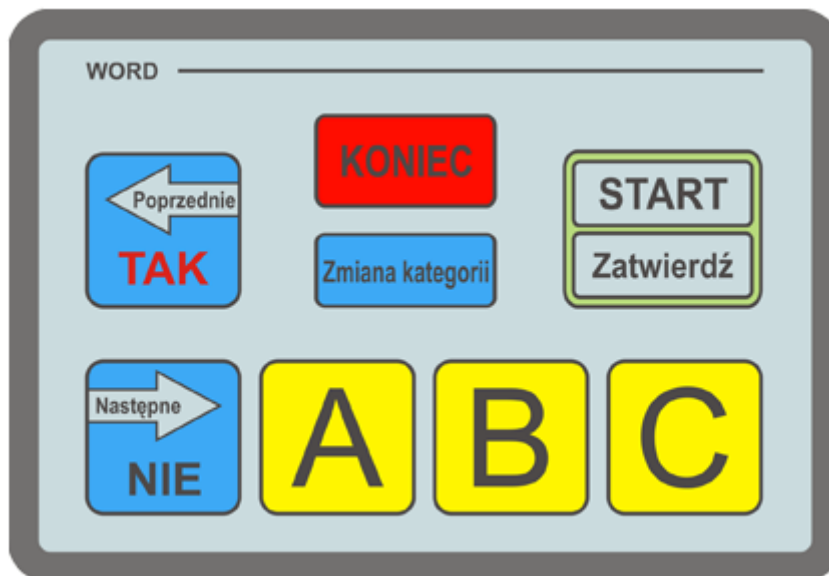 WORD
Poprzednie
TAK
KONIEC
Zmiana kategorii
START
Zatwierdź
Następne
NIE
A
B
C